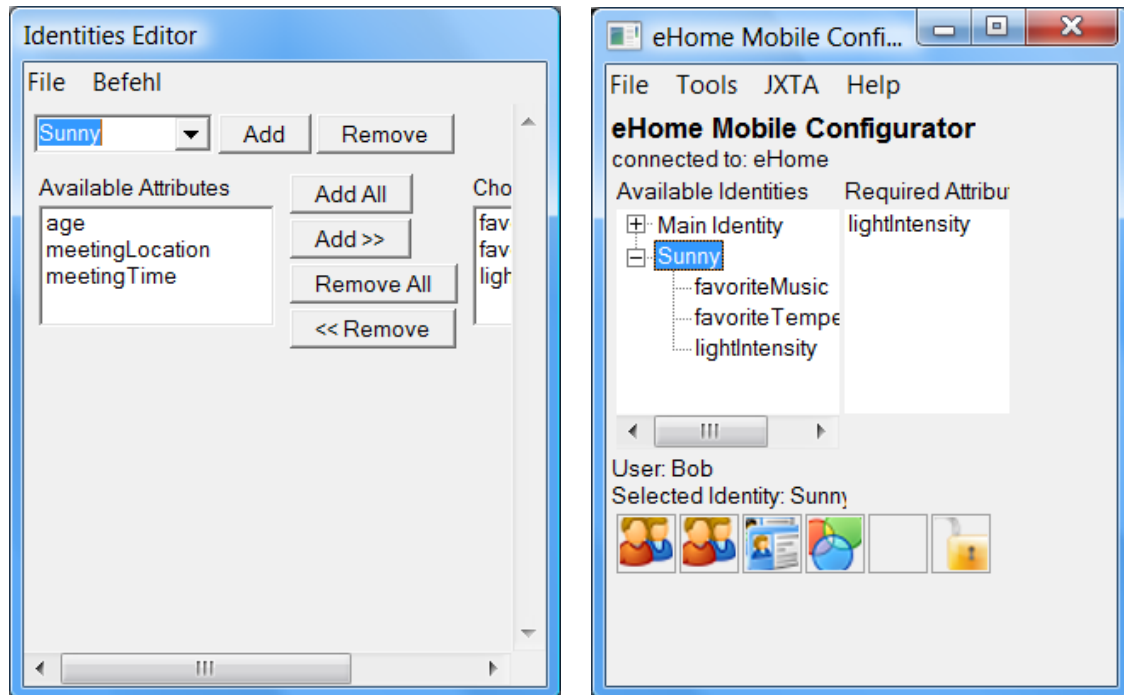 Identities Editor
File Befehl
Sunny Add Remove
Available Attributes
age
meetingLocation
meetingTime
Add All
Add >>
Remove All
<< Remove
Cho
fav
fav
ligh
eHome Mobile Confi...
File Tools JXTA Help
eHome Mobile Configurator
connected to: eHome
Available Identities Required Attribu
Main Identity
Sunny
favoriteMusic
favoriteTempe
lightIntensity
lightIntensity
User: Bob
Selected Identity: Sunny